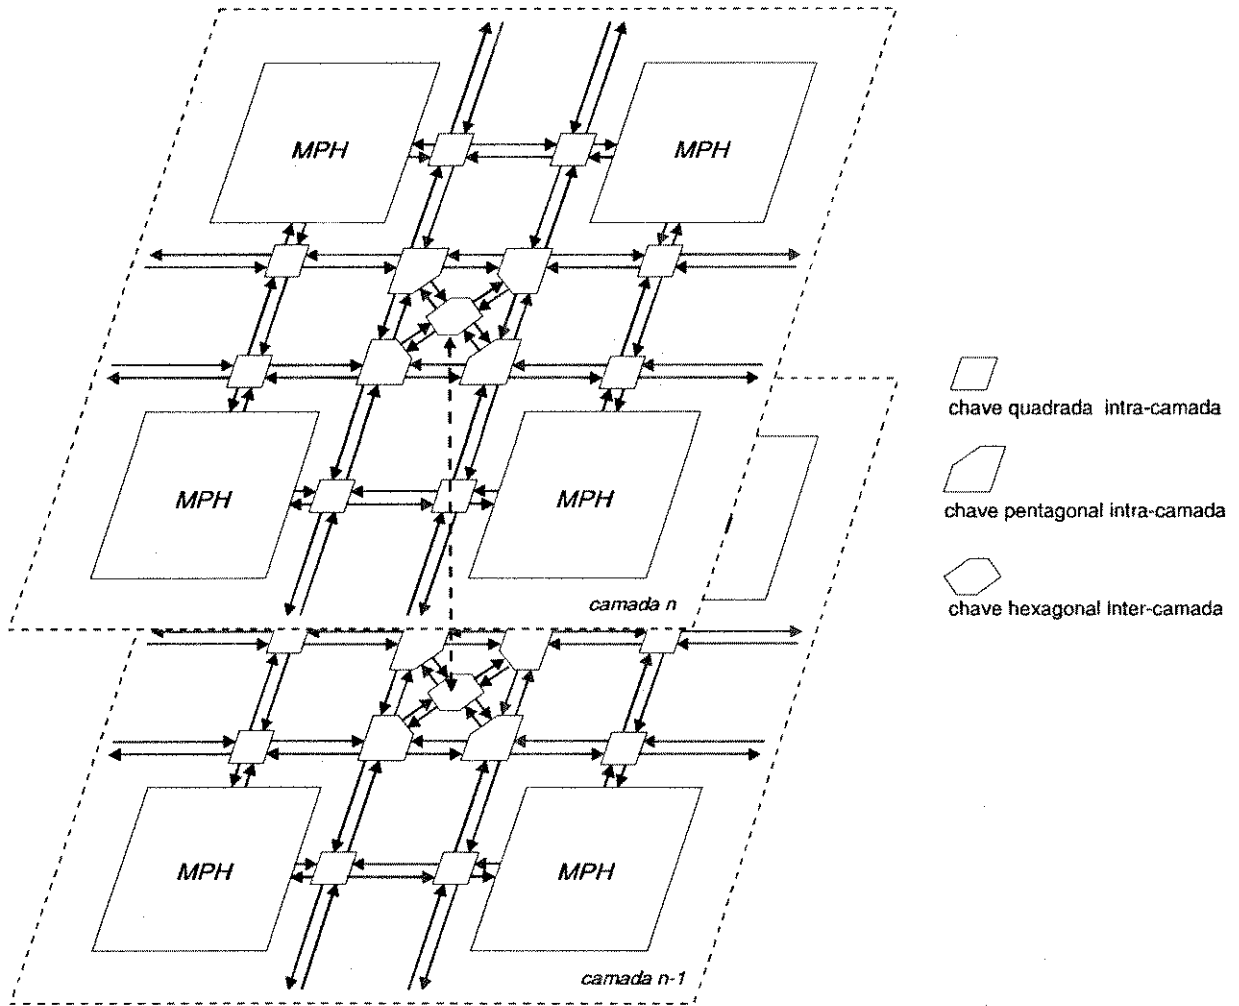 MPH
MPH
MPH
MPH
camada n
MPH
MPH
camada n-1
chave quadrada intra-camada
chave pentagonal intra-camada
chave hexagonal inter-camada